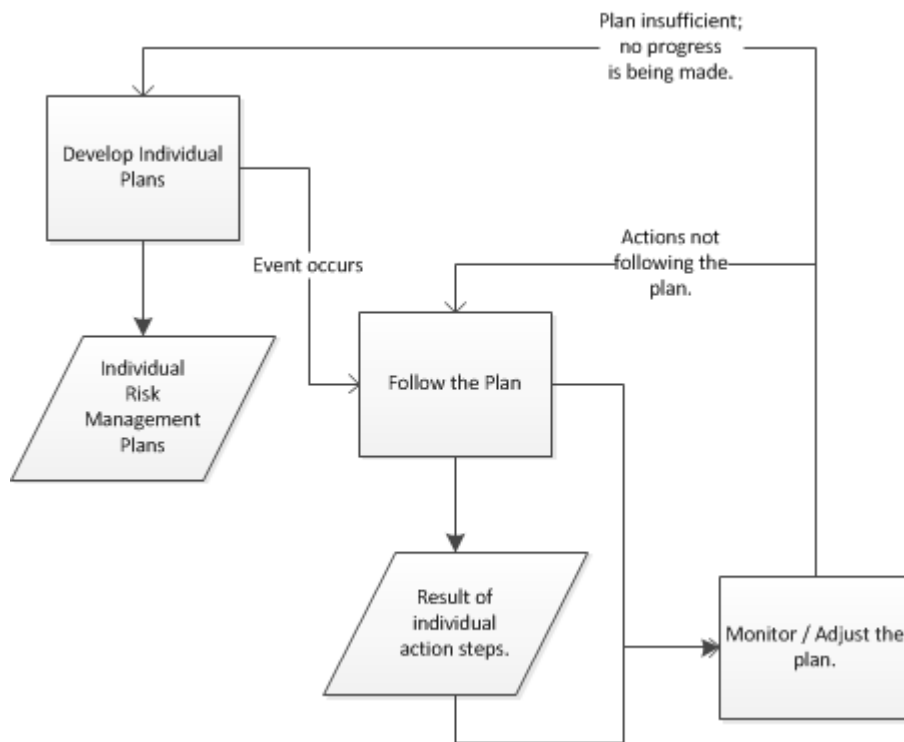 Plan insufficient;
no progress
is being made.
Develop Individual
Plans
Event occurs
Actions not
following the
plan.
Individual
Risk
Management
Plans
Follow the Plan
Result of
individual
action steps.
Monitor / Adjust the
plan.